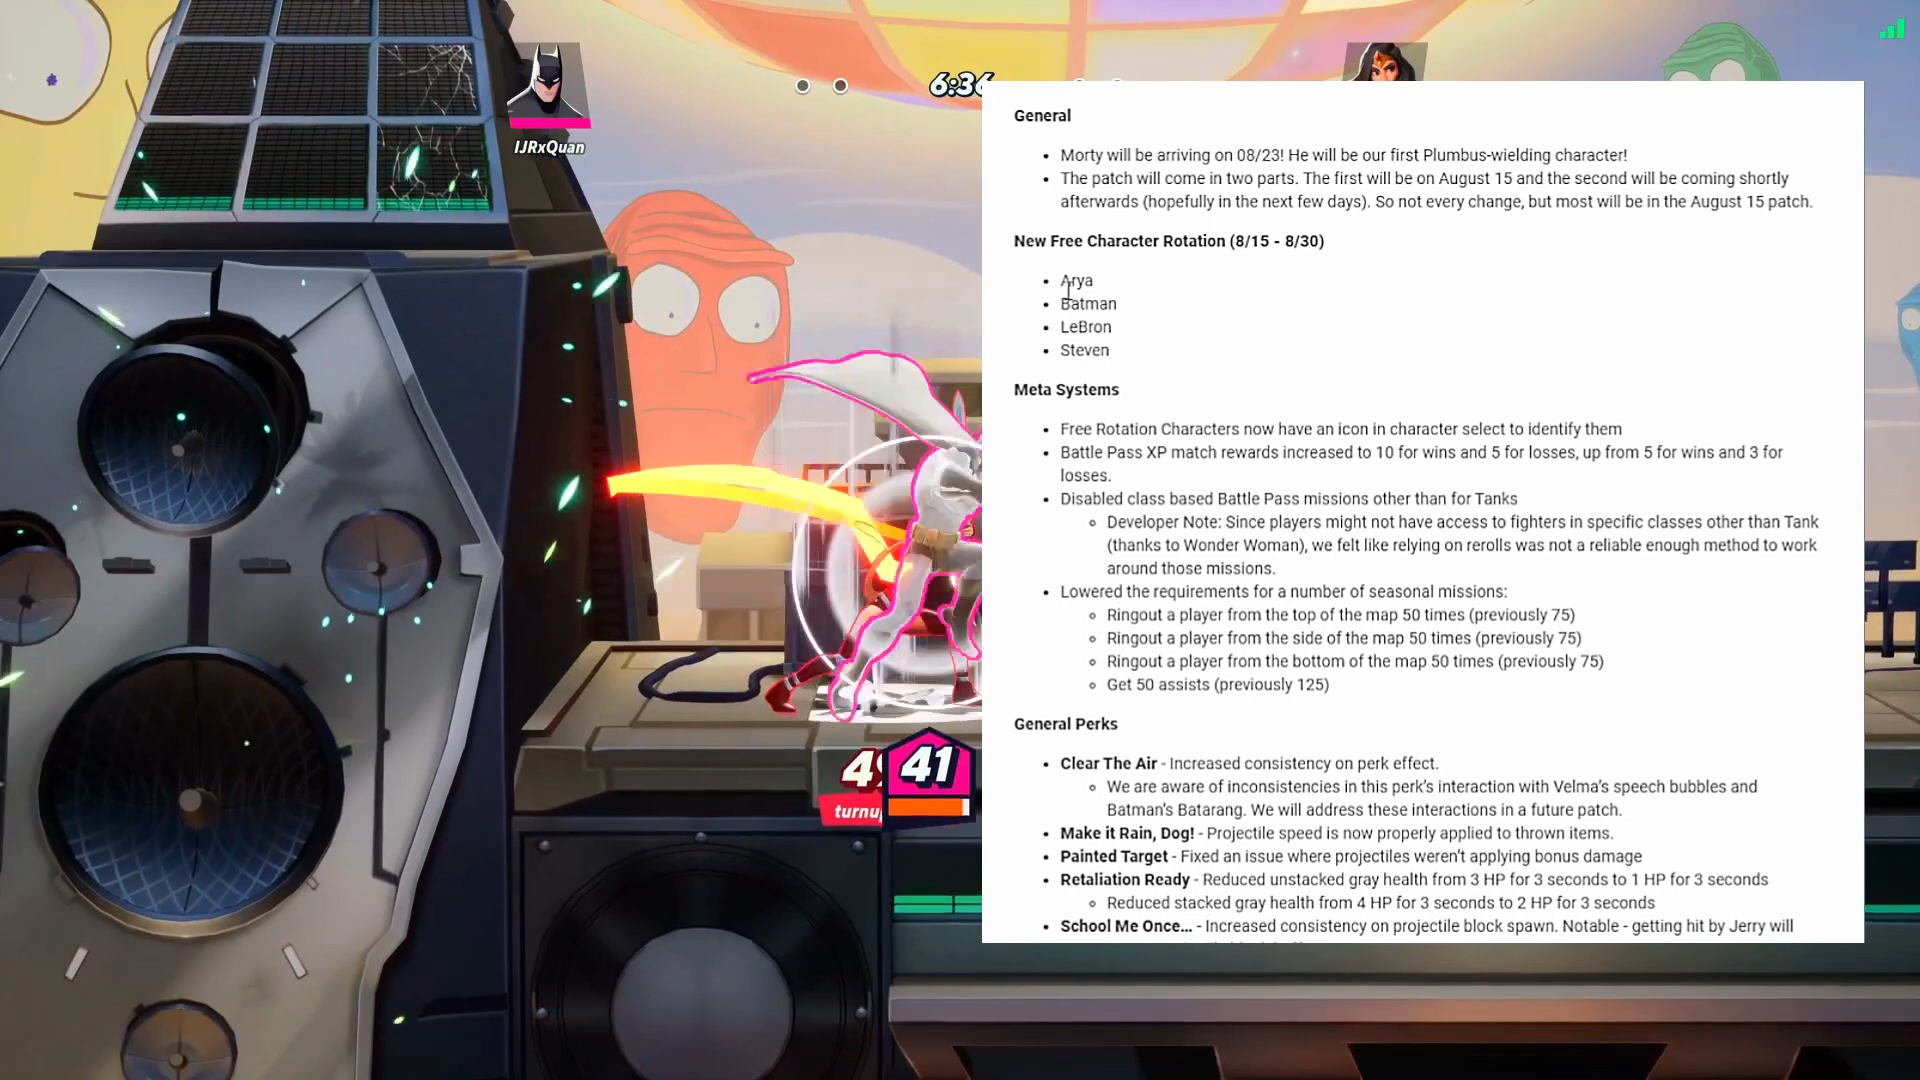 IJRxQuan
6:36
General
• Morty will be arriving on 08/23! He will be our first Plumbus-wielding character!
• The patch will come in two parts. The first will be on August 15 and the second will be coming shortly
afterwards (hopefully in the next few days). So not every change, but most will be in the August 15 patch.
New Free Character Rotation (8/15 - 8/30)
• Arya
• Batman
• LeBron
• Steven
Meta Systems
• Free Rotation Characters now have an icon in character select to identify them
• Battle Pass XP match rewards increased to 10 for wins and 5 for losses, up from 5 for wins and 3 for
losses.
• Disabled class based Battle Pass missions other than for Tanks
◦ Developer Note: Since players might not have access to fighters in specific classes other than Tank
(thanks to Wonder Woman), we felt like relying on rerolls was not a reliable enough method to work
around those missions.
• Lowered the requirements for a number of seasonal missions:
◦ Ringout a player from the top of the map 50 times (previously 75)
◦ Ringout a player from the side of the map 50 times (previously 75)
◦ Ringout a player from the bottom of the map 50 times (previously 75)
◦ Get 50 assists (previously 125)
General Perks
• Clear The Air - Increased consistency on perk effect.
◦ We are aware of inconsistencies in this perk's interaction with Velma's speech bubbles and
Batman's Batarang. We will address these interactions in a future patch.
• Make it Rain, Dog! - Projectile speed is now properly applied to thrown items.
• Painted Target - Fixed an issue where projectiles weren't applying bonus damage
• Retaliation Ready - Reduced unstacked gray health from 3 HP for 3 seconds to 1 HP for 3 seconds
◦ Reduced stacked gray health from 4 HP for 3 seconds to 2 HP for 3 seconds
• School Me Once... - Increased consistency on projectile block spawn. Notable - getting hit by Jerry will
41
turnu